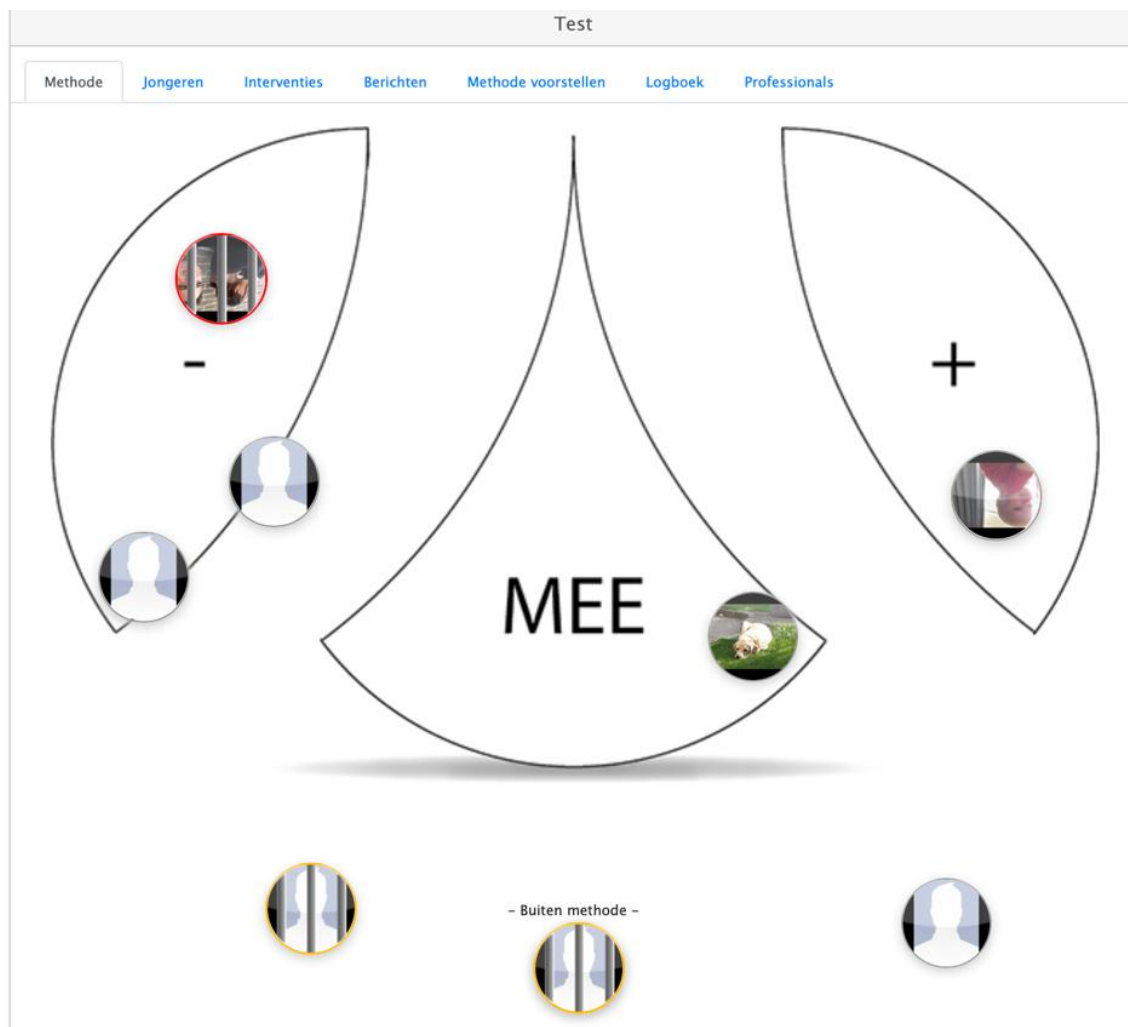 Test
Methode Jongeren Interventies Berichten Methode voorstellen Logboek Professionals
- +
MEE
- Buiten methode -